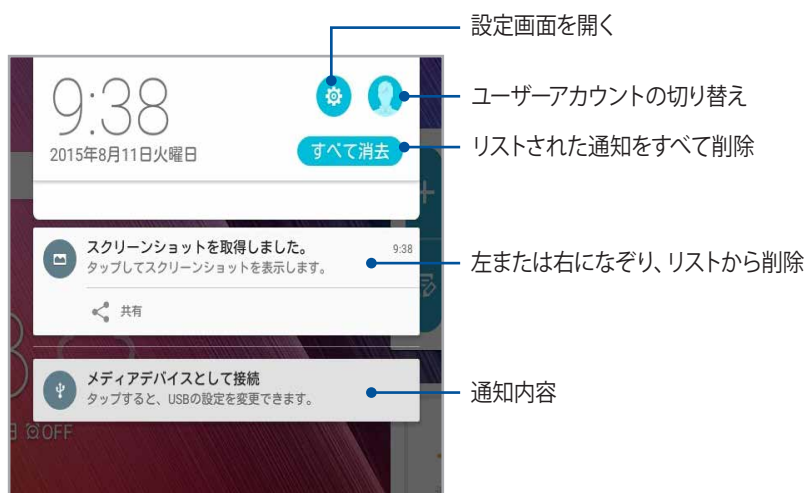 設定画面を開く
9:38
ユーザーアカウントの切り替え
2015年8月11日火曜日
すべて消去
リストされた通知をすべて削除
スクリーンショットを取得しました。 9:38
タップしてスクリーンショットを表示します。
左または右になぞり、リストから削除
共有
メディアデバイスとして接続
タップすると、USBの設定を変更できます。
通知内容
OFF